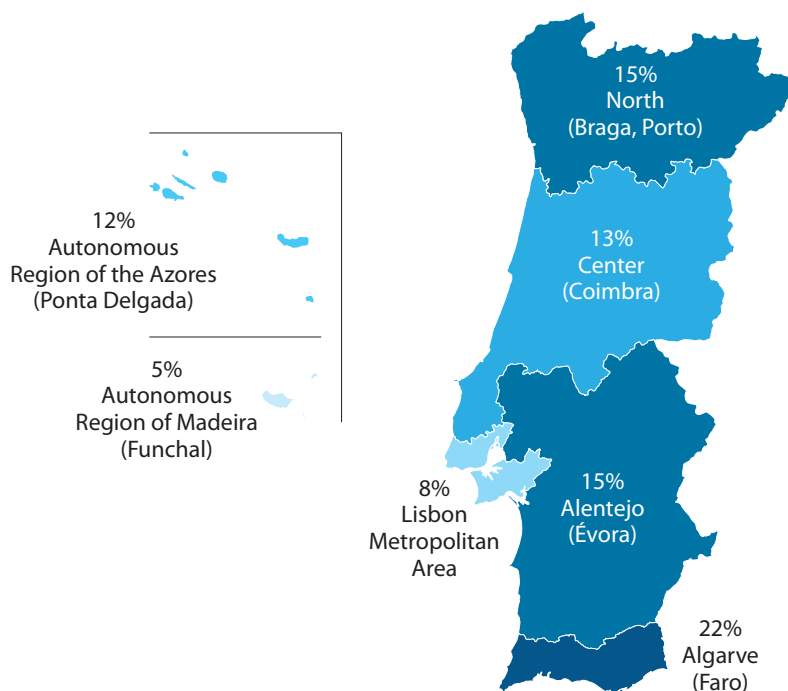 15%
North
(Braga, Porto)
12%
Autonomous
Region of the Azores
(Ponta Delgada)
13%
Center
(Coimbra)
5%
Autonomous
Region of Madeira
(Funchal)
8%
Lisbon
Metropolitan
Area
15%
Alentejo
(Évora)
22%
Algarve
(Faro)